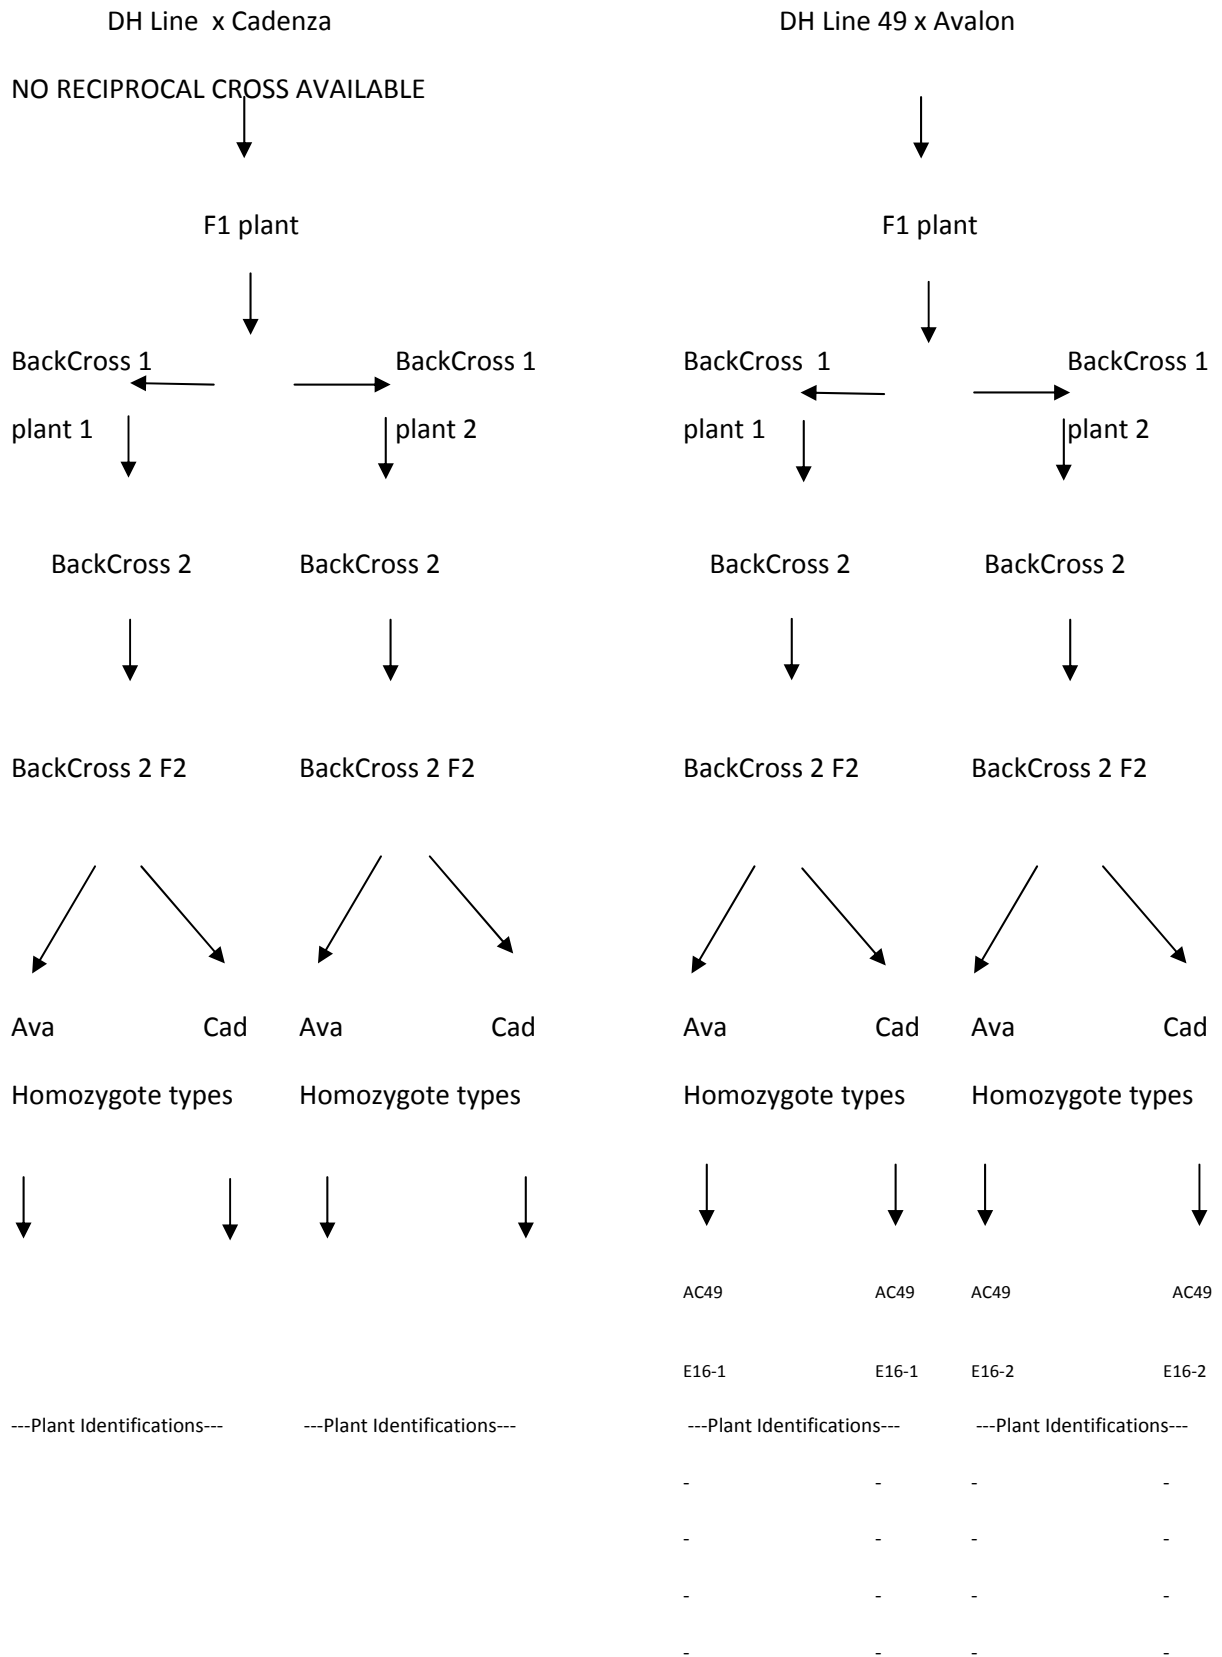 DH Line x Cadenza DH Line 49 x Avalon
NO RECIPROCAL CROSS AVAILABLE
F1 plant F1 plant
BackCross 1 BackCross 1 BackCross 1 BackCross 1
plant 1 plant 2 plant 1 plant 2
BackCross 2 BackCross 2 BackCross 2 BackCross 2
BackCross 2 F2 BackCross 2 F2 BackCross 2 F2 BackCross 2 F2
Ava Cad Ava Cad Ava Cad Ava Cad
Homozygote types Homozygote types Homozygote types Homozygote types
AC49 AC49 AC49 AC49
E16-1 E16-1 E16-2 E16-2
---Plant Identifications--- ---Plant Identifications--- ---Plant Identifications--- ---Plant Identifications---
- - - -
- - - -
- - - -
- - - -